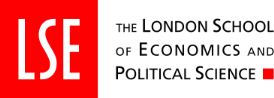 LSE
THE LONDON SCHOOL
OF ECONOMICS AND
POLITICAL SCIENCE